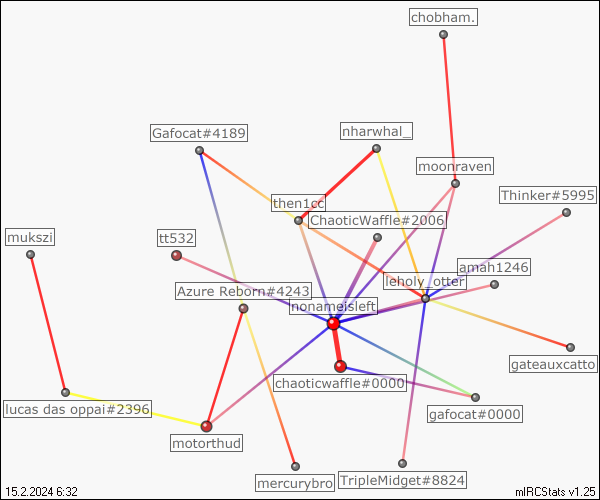 chobham.
Gafocat#4189
nharwhal_
moonraven
Thinker#5995
then1cc
ChaoticWaffle#2006
mukszi
tt532
amah1246
leholy_otter
Azure Reborn#4243
nonameisleft
gateauxcatto
chaoticwaffle#0000
lucas das oppai#2396
gafocat#0000
motorthud
mercurybro
TripleMidget#8824
15.2.2024 6:32
mIRCStats v1.25